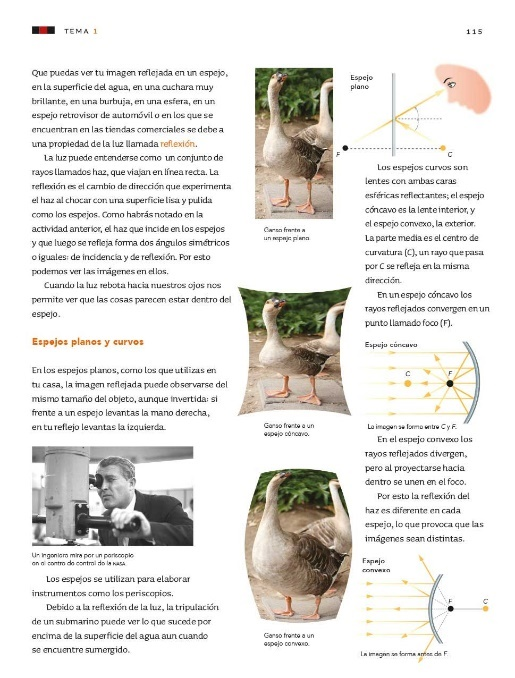 TEMA 1
115
Que puedas ver tu imagen reflejada en un espejo,
en la superficie del agua, en una cuchara muy
brillante, en una burbuja, en una esfera, en un
espejo retrovisor de automóvil o en los que se
encuentran en las tiendas comerciales se debe a
una propiedad de la luz llamada reflexión.
La luz puede entenderse como un conjunto de
rayos llamados haz, que viajan en línea recta. La
reflexión es el cambio de dirección que experimenta
el haz al chocar con una superficie lisa y pulida
como los espejos. Como habrás notado en la
actividad anterior, el haz que incide en los espejos
y que luego se refleja forma dos ángulos simétricos
o iguales: de incidencia y de reflexión. Por esto
podemos ver las imágenes en ellos.
Cuando la luz rebota hacia nuestros ojos nos
permite ver que las cosas parecen estar dentro del
espejo.
Espejos planos y curvos
En los espejos planos, como los que utilizas en
tu casa, la imagen reflejada puede observarse del
mismo tamaño del objeto, aunque invertida: si
frente a un espejo levantas la mano derecha,
en tu reflejo levantas la izquierda.
Un ingeniero mira por un periscopio
en el centro de control de la NASA.
Los espejos se utilizan para elaborar
instrumentos como los periscopios.
Debido a la reflexión de la luz, la tripulación
de un submarino puede ver lo que sucede por
encima de la superficie del agua aun cuando
se encuentre sumergido.
Ganso frente a
un espejo plano.
Ganso frente a un
espejo cóncavo.
Ganso frente a un
espejo convexo.
Espejo
plano
F
C
Los espejos curvos son
lentes con ambas caras
esféricas reflectantes; el espejo
cóncavo es la lente interior, y
el espejo convexo, la exterior.
La parte media es el centro de
curvatura (C), un rayo que pasa
por C se refleja en la misma
dirección.
En un espejo cóncavo los
rayos reflejados convergen en un
punto llamado foco (F).
Espejo cóncavo
C
F
La imagen se forma entre C y F.
En el espejo convexo los
rayos reflejados divergen,
pero al proyectarse hacia
dentro se unen en el foco.
Por esto la reflexión del
haz es diferente en cada
espejo, lo que provoca que las
imágenes sean distintas.
Espejo
convexo
F
C
La imagen se forma antes de F.